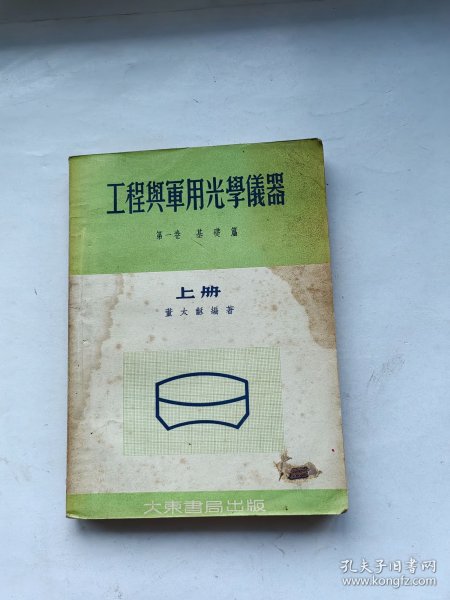 工程與軍用光學儀器
第一卷 基礎篇
上册
董太龢編著
大東書局出版
孔夫子旧书网
www.kongfz.com